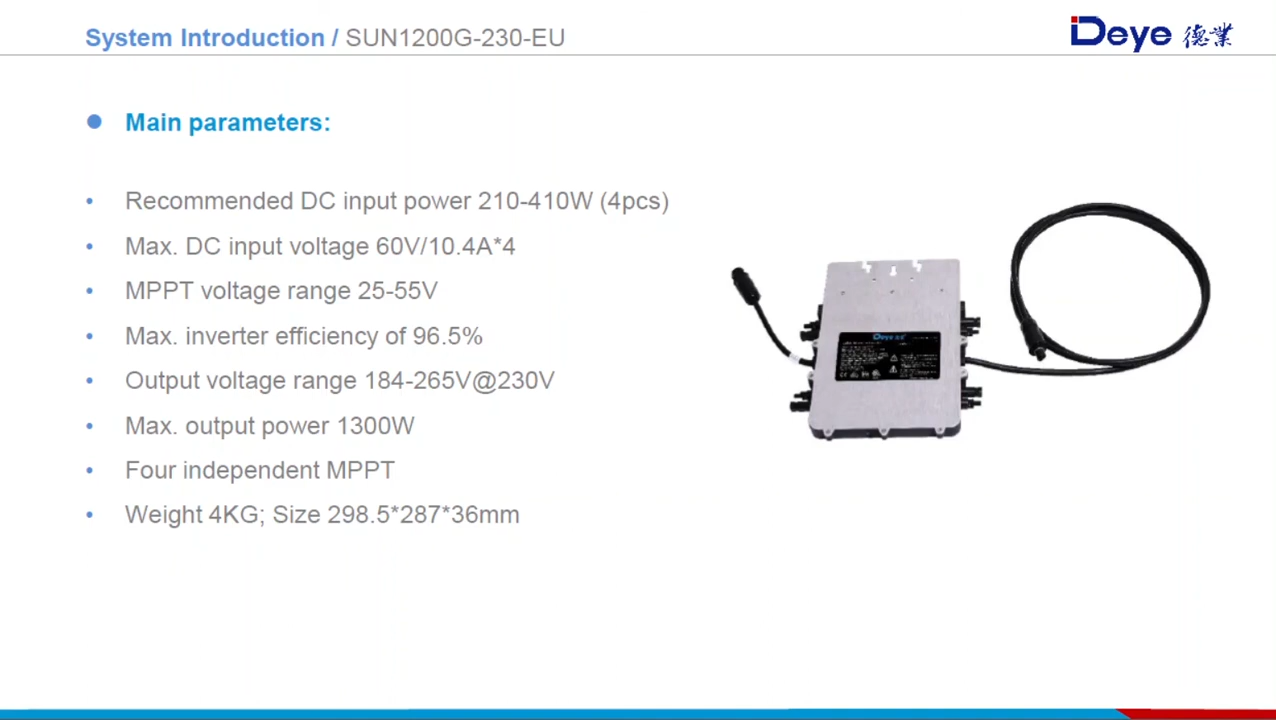 System Introduction / SUN1200G-230-EU
Deye 德業
Main parameters:
• Recommended DC input power 210-410W (4pcs)
• Max. DC input voltage 60V/10.4A*4
• MPPT voltage range 25-55V
• Max. inverter efficiency of 96.5%
• Output voltage range 184-265V@230V
• Max. output power 1300W
• Four independent MPPT
• Weight 4KG; Size 298.5*287*36mm
Deye